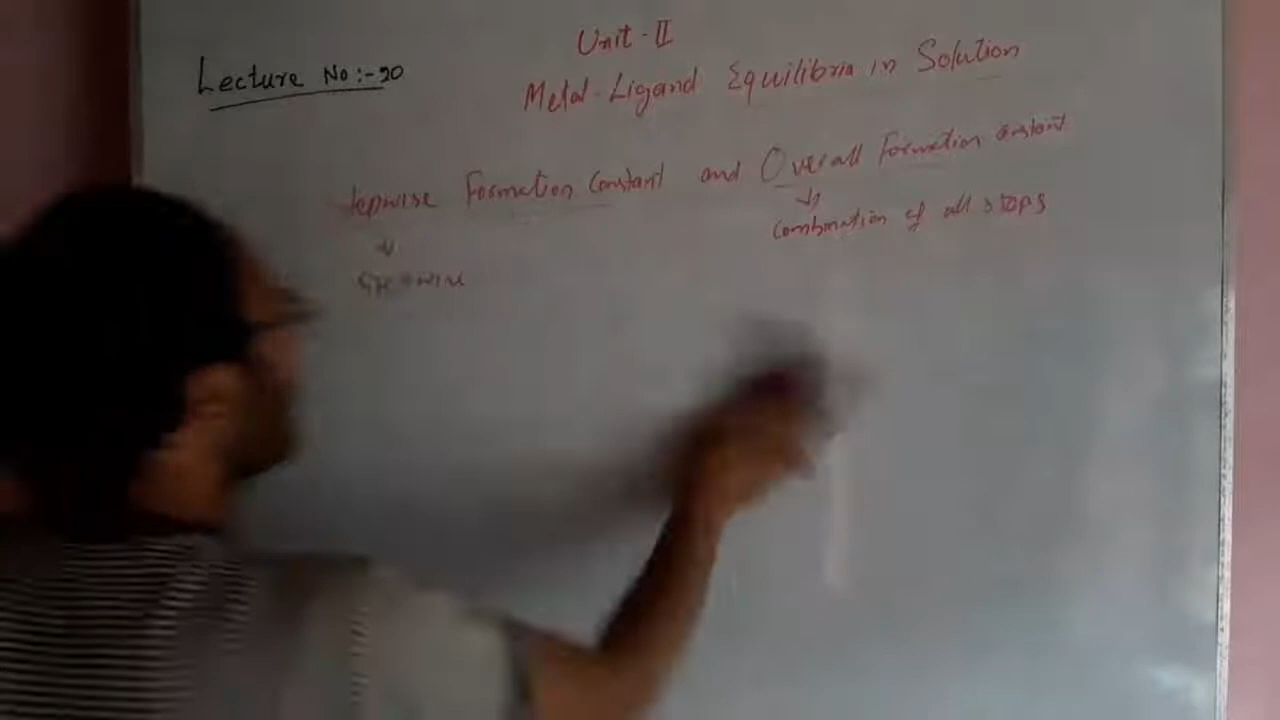 Unit - II
Lecture No :- 20
Metal-Ligand Equilibria in Solution
tepwise Formation Constant and Overall Formation constant
Combination of all steps